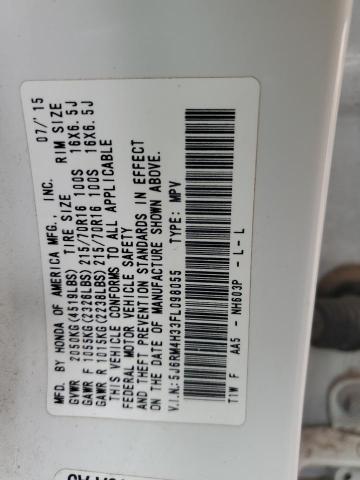 MFD. BY HONDA OF AMERICA MFG., INC. 07/'15
GVWR 2050KG(4519LBS) TIRE SIZE RIM SIZE
GAWR F 1055KG(2328LBS) 215/70R16 100S 16X6.5J
GAWR R 1015KG(2238LBS) 215/70R16 100S 16X6.5J
THIS VEHICLE CONFORMS TO ALL APPLICABLE
FEDERAL MOTOR VEHICLE SAFETY
AND THEFT PREVENTION STANDARDS IN EFFECT
ON THE DATE OF MANUFACTURE SHOWN ABOVE.
V.I.N.:5J6RM4H33FL098055 TYPE: MPV
T1W F AA5 - NH603P - L - L